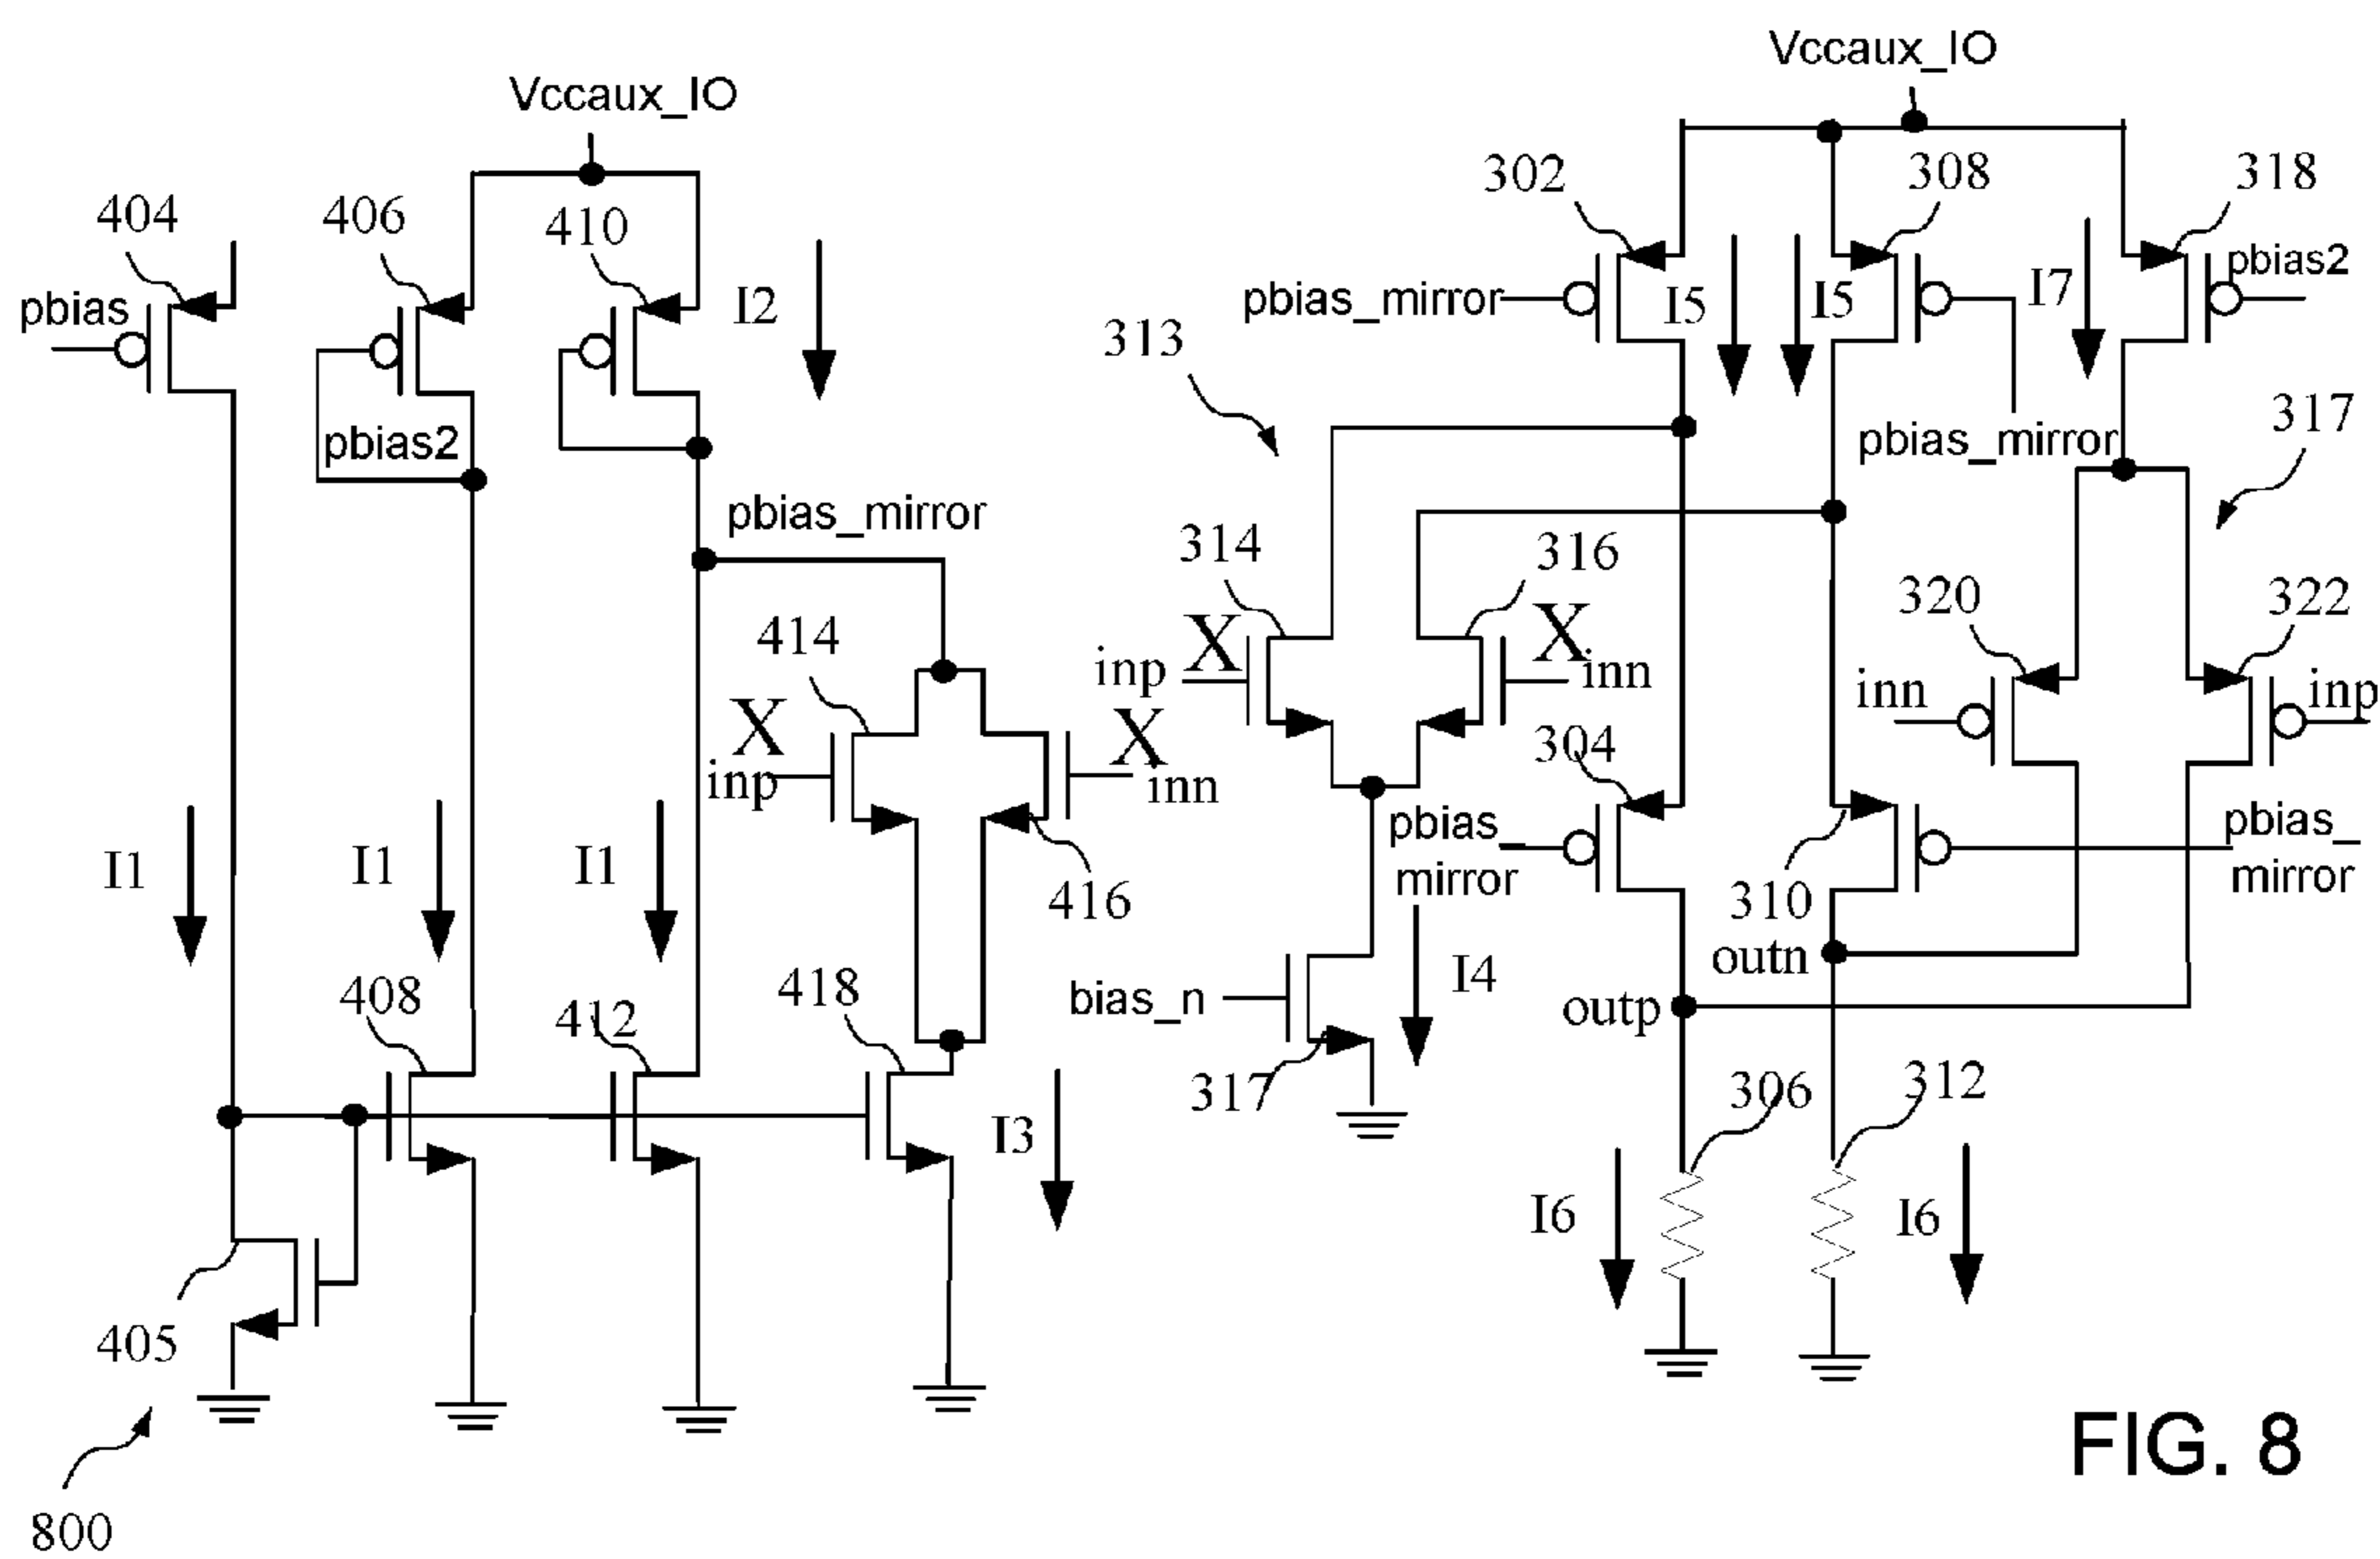 Vccaux_IO
Vccaux_IO
302
308
318
404
406
410
pbias
I2
pbias_mirror
I5
I5
I7
pbias2
313
pbias2
pbias_mirror
317
pbias_mirror
314
316
320
322
414
X
X
inp
inn
inn
inp
X
X
inp
inn
304
pbias_
mirror
310
pbias_
mirror
I1
I1
I1
416
outn
408
412
418
bias_n
I4
outp
317
306
312
I3
I6
I6
405
800
FIG. 8